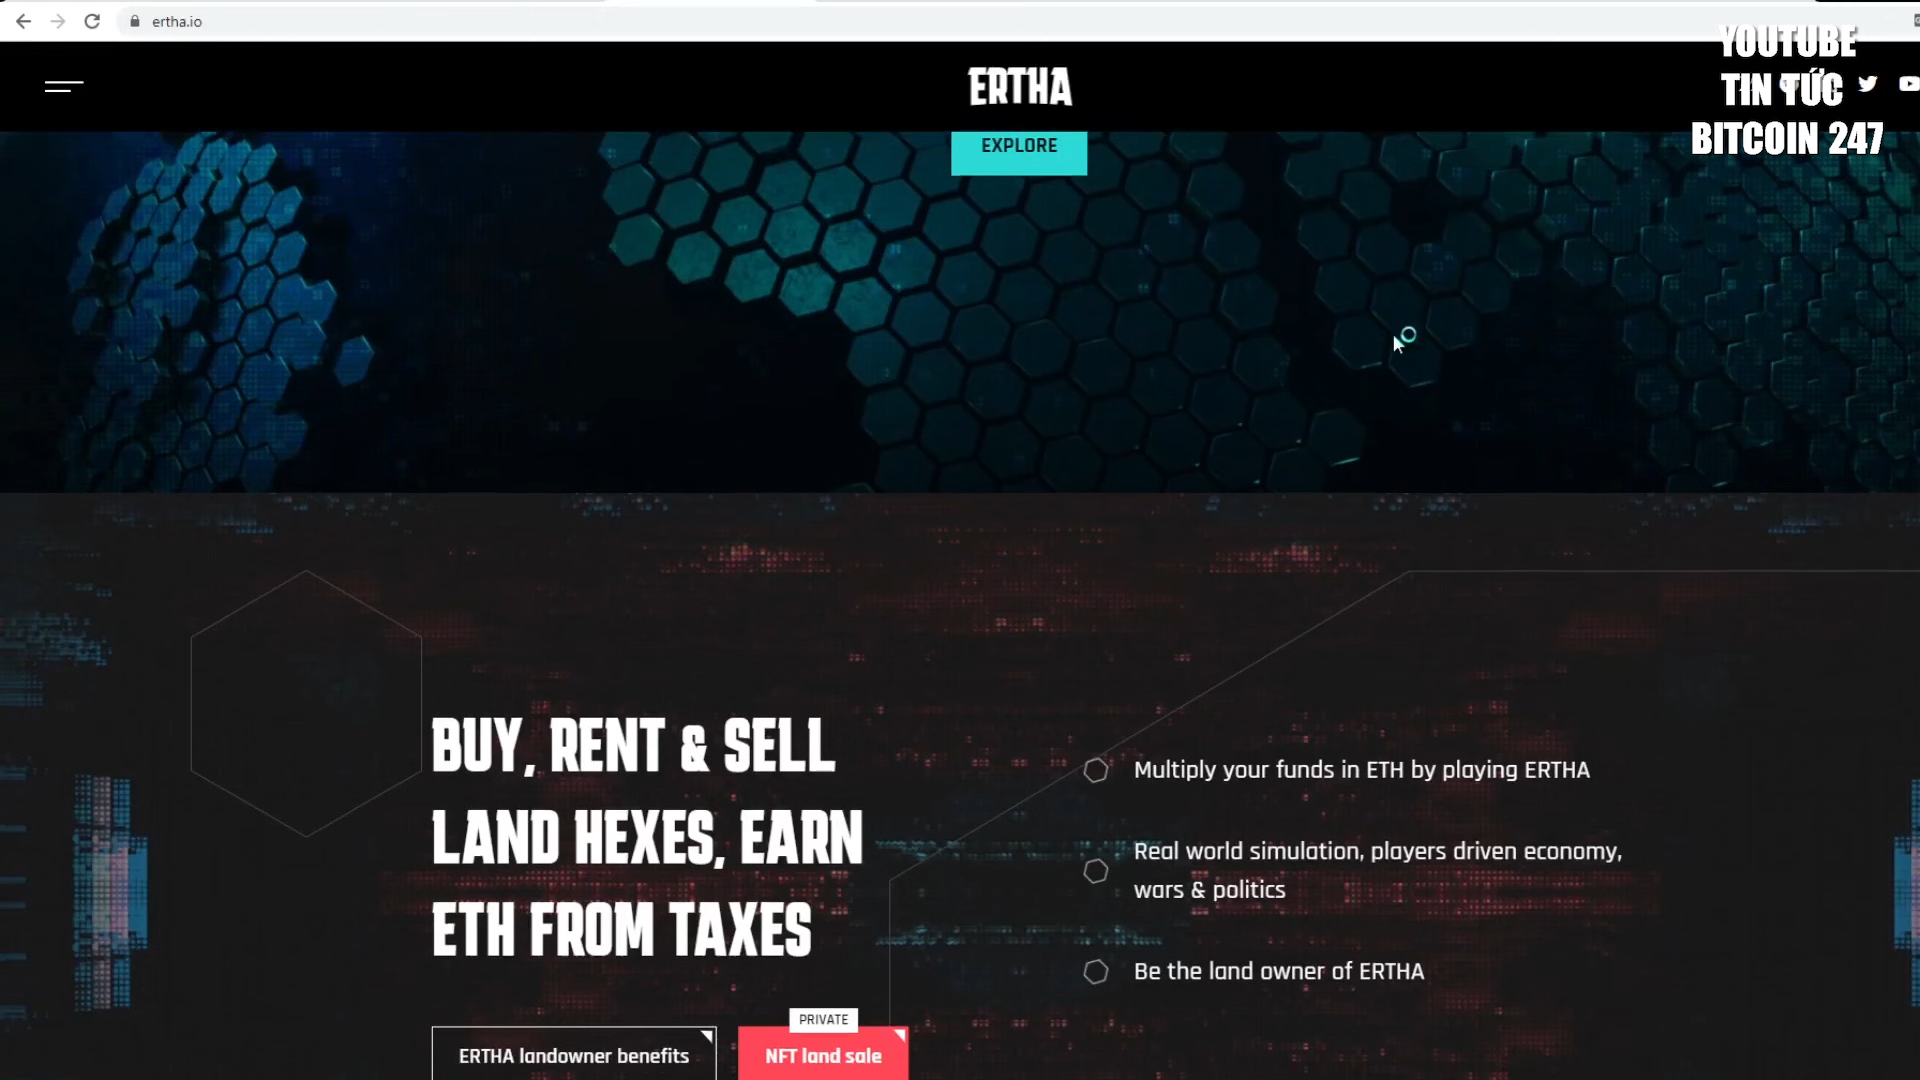 ertha.io
YOUTUBE
TIN TỨC
BITCOIN 247
ERTHA
EXPLORE
BUY, RENT & SELL
LAND HEXES, EARN
ETH FROM TAXES
Multiply your funds in ETH by playing ERTHA
Real world simulation, players driven economy,
wars & politics
Be the land owner of ERTHA
PRIVATE
ERTHA landowner benefits
NFT land sale